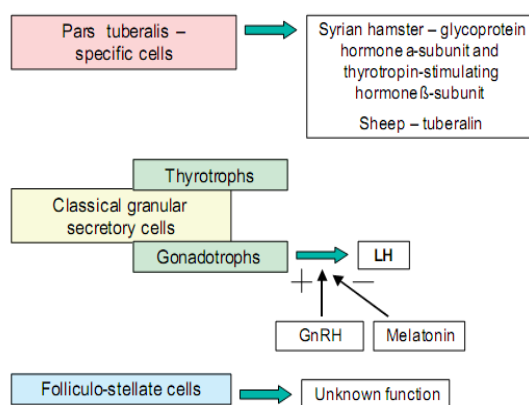 Pars tuberalis –
specific cells
Syrian hamster – glycoprotein
hormone a-subunit and
thyrotropin-stimulating
hormone ß-subunit
Sheep – tuberalin
Thyrotrophs
Classical granular
secretory cells
Gonadotrophs
LH
+
–
GnRH
Melatonin
Folliculo-stellate cells
Unknown function